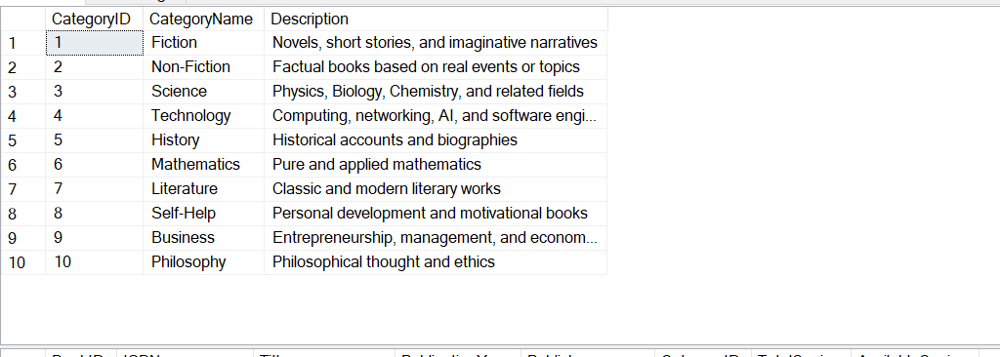 CategoryID CategoryName Description
1 1 Fiction Novels, short stories, and imaginative narratives
2 2 Non-Fiction Factual books based on real events or topics
3 3 Science Physics, Biology, Chemistry, and related fields
4 4 Technology Computing, networking, AI, and software engi...
5 5 History Historical accounts and biographies
6 6 Mathematics Pure and applied mathematics
7 7 Literature Classic and modern literary works
8 8 Self-Help Personal development and motivational books
9 9 Business Entrepreneurship, management, and econom...
10 10 Philosophy Philosophical thought and ethics